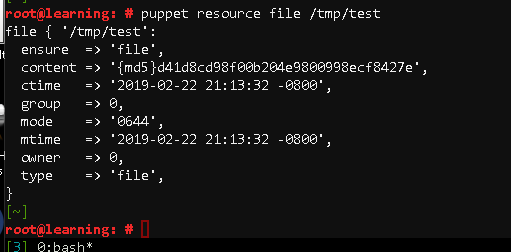 root@learning: # puppet resource file /tmp/test
file { '/tmp/test':
  ensure  => 'file',
  content => '{md5}d41d8cd98f00b204e9800998ecf8427e',
  ctime   => '2019-02-22 21:13:32 -0800',
  group   => 0,
  mode    => '0644',
  mtime   => '2019-02-22 21:13:32 -0800',
  owner   => 0,
  type    => 'file',
}
[~]
root@learning: #
[3] 0:bash*